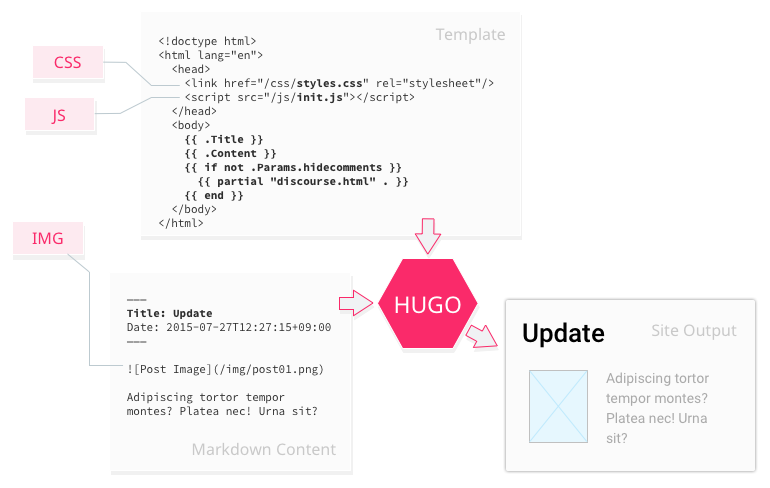 Template
<!doctype html>
<html lang="en">
<head>
<link href="/css/styles.css" rel="stylesheet"/>
<script src="/js/init.js"></script>
</head>
<body>
{{ .Title }}
{{ .Content }}
{{ if not .Params.hidecomments }}
{{ partial "discourse.html" . }}
{{ end }}
</body>
</html>
CSS
JS
IMG
———
Title: Update
Date: 2015-07-27T12:27:15+09:00
———
![Post Image](/img/post01.png)
Adipiscing tortor tempor
montes? Platea nec! Urna sit?
Markdown Content
HUGO
Update
Site Output
Adipiscing tortor
tempor montes?
Platea nec! Urna
sit?